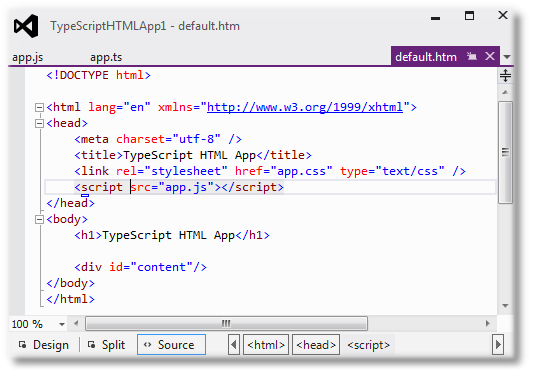 TypeScriptHTMLApp1 - default.htm
app.js app.ts default.htm
<!DOCTYPE html>
<html lang="en" xmlns="http://www.w3.org/1999/xhtml">
<head>
<meta charset="utf-8" />
<title>TypeScript HTML App</title>
<link rel="stylesheet" href="app.css" type="text/css" />
<script src="app.js"></script>
</head>
<body>
<h1>TypeScript HTML App</h1>
<div id="content"/>
</body>
</html>
100 %
Design Split Source <html> <head> <script>